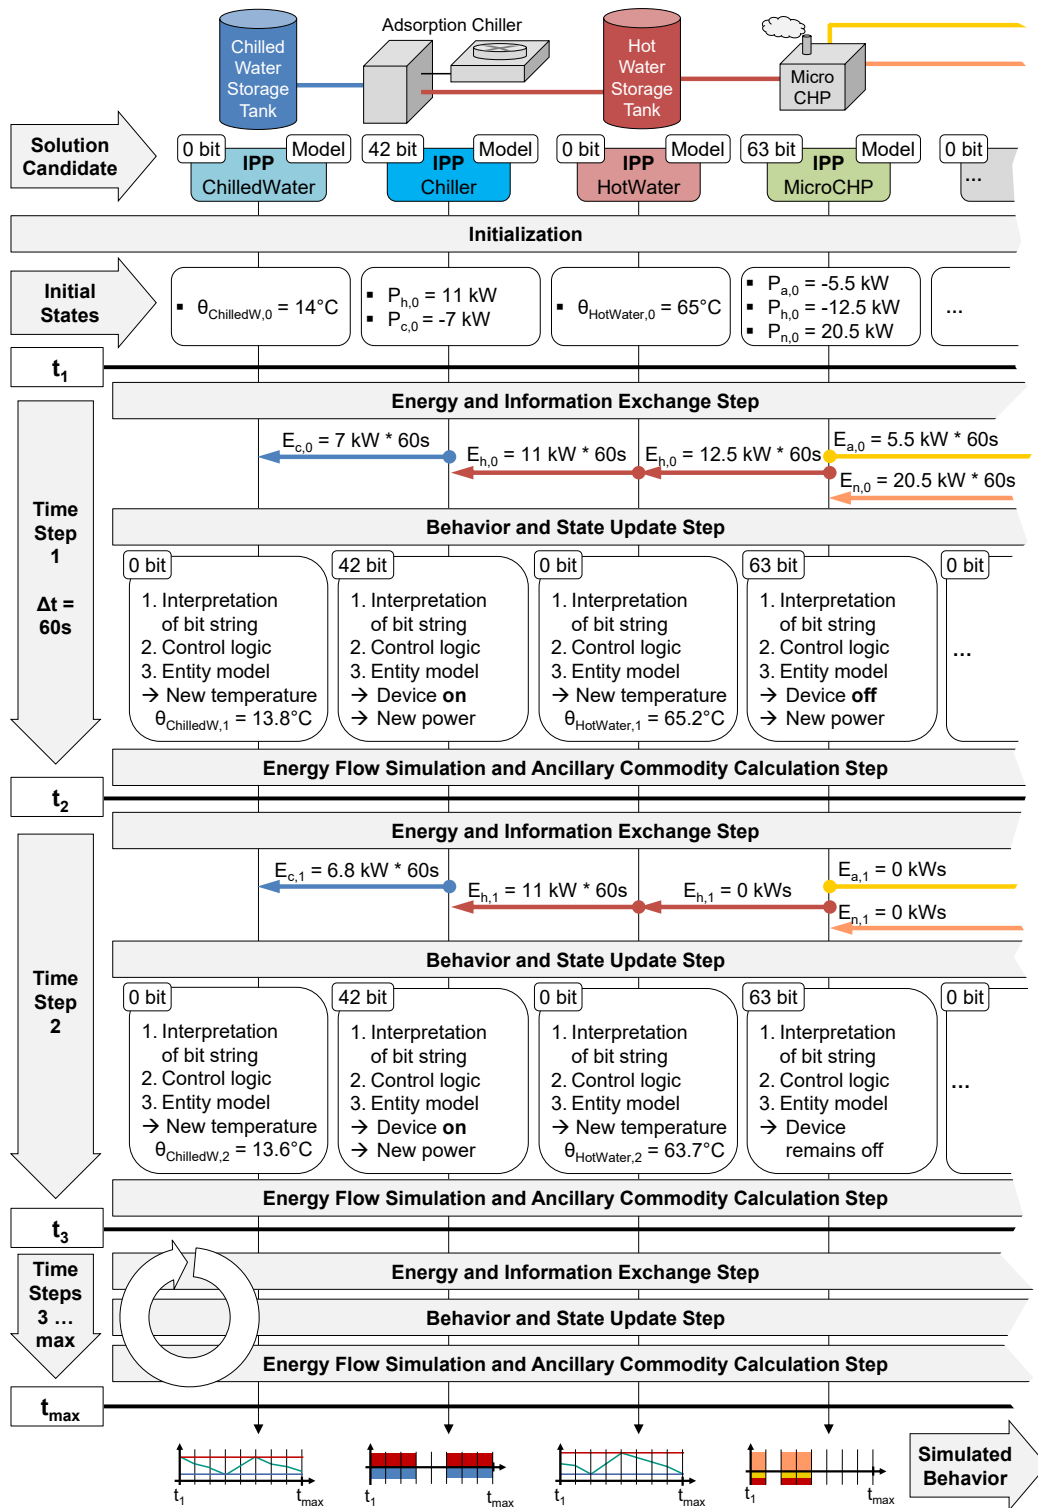 Adsorption Chiller
Chilled
Water
Storage
Tank
Hot
Water
Storage
Tank
Micro
CHP
Solution
Candidate
0 bit
Model
IPP
ChilledWater
42 bit
Model
IPP
Chiller
0 bit
Model
IPP
HotWater
63 bit
Model
IPP
MicroCHP
0 bit
...
Initialization
Initial
States
▪ θChilledW,0 = 14°C
▪ Ph,0 = 11 kW
▪ Pc,0 = -7 kW
▪ θHotWater,0 = 65°C
▪ Pa,0 = -5.5 kW
▪ Ph,0 = -12.5 kW
▪ Pn,0 = 20.5 kW
...
t1
Energy and Information Exchange Step
Ec,0 = 7 kW * 60s
Eh,0 = 11 kW * 60s
Eh,0 = 12.5 kW * 60s
Ea,0 = 5.5 kW * 60s
En,0 = 20.5 kW * 60s
Time
Step
1
Δt =
60s
Behavior and State Update Step
0 bit
1. Interpretation
of bit string
2. Control logic
3. Entity model
→ New temperature
θChilledW,1 = 13.8°C
42 bit
1. Interpretation
of bit string
2. Control logic
3. Entity model
→ Device on
→ New power
0 bit
1. Interpretation
of bit string
2. Control logic
3. Entity model
→ New temperature
θHotWater,1 = 65.2°C
63 bit
1. Interpretation
of bit string
2. Control logic
3. Entity model
→ Device off
→ New power
0 bit
...
Energy Flow Simulation and Ancillary Commodity Calculation Step
t2
Energy and Information Exchange Step
Ec,1 = 6.8 kW * 60s
Eh,1 = 11 kW * 60s
Eh,1 = 0 kWs
Ea,1 = 0 kWs
En,1 = 0 kWs
Time
Step
2
Behavior and State Update Step
0 bit
1. Interpretation
of bit string
2. Control logic
3. Entity model
→ New temperature
θChilledW,2 = 13.6°C
42 bit
1. Interpretation
of bit string
2. Control logic
3. Entity model
→ Device on
→ New power
0 bit
1. Interpretation
of bit string
2. Control logic
3. Entity model
→ New temperature
θHotWater,2 = 63.7°C
63 bit
1. Interpretation
of bit string
2. Control logic
3. Entity model
→ Device
remains off
0 bit
...
Energy Flow Simulation and Ancillary Commodity Calculation Step
t3
Time
Steps
3 ...
max
Energy and Information Exchange Step
Behavior and State Update Step
Energy Flow Simulation and Ancillary Commodity Calculation Step
tmax
t1 tmax
t1 tmax
t1 tmax
t1 tmax
Simulated
Behavior